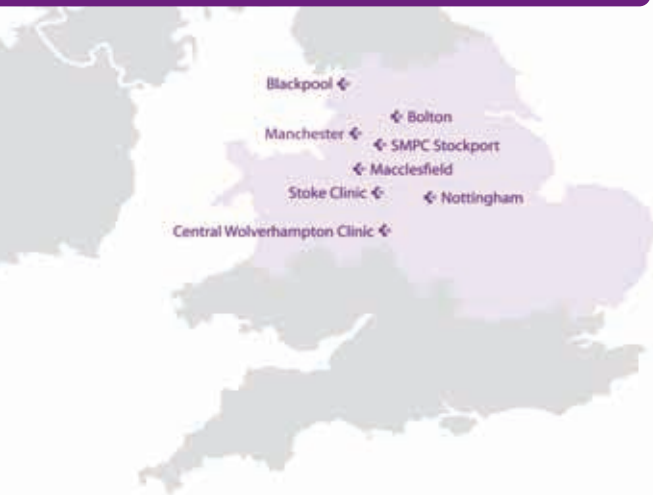 Blackpool
Bolton
Manchester
SMPC Stockport
Macclesfield
Stoke Clinic
Nottingham
Central Wolverhampton Clinic